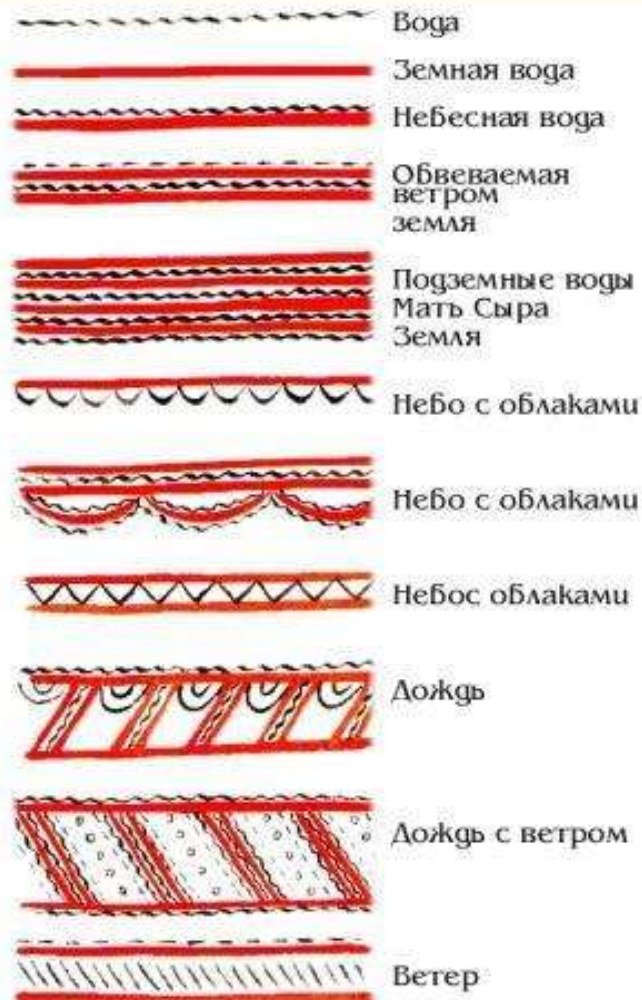 Вода
Земная вода
Небесная вода
Обвеваемая
ветром
земля
Подземные воды
Мать Сыра
Земля
Небо с облаками
Небо с облаками
Небос облаками
Дождь
Дождь с ветром
Ветер